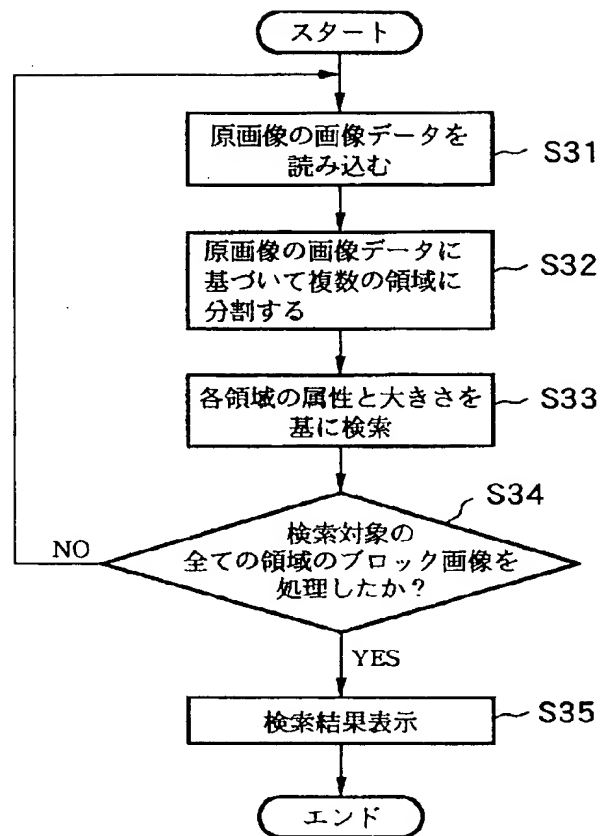 スタート
原画像の画像データを
読み込む
S31
原画像の画像データに
基づいて複数の領域に
分割する
S32
各領域の属性と大きさを
基に検索
S33
S34
検索対象の
全ての領域のブロック画像を
処理したか？
NO
YES
検索結果表示
S35
エンド